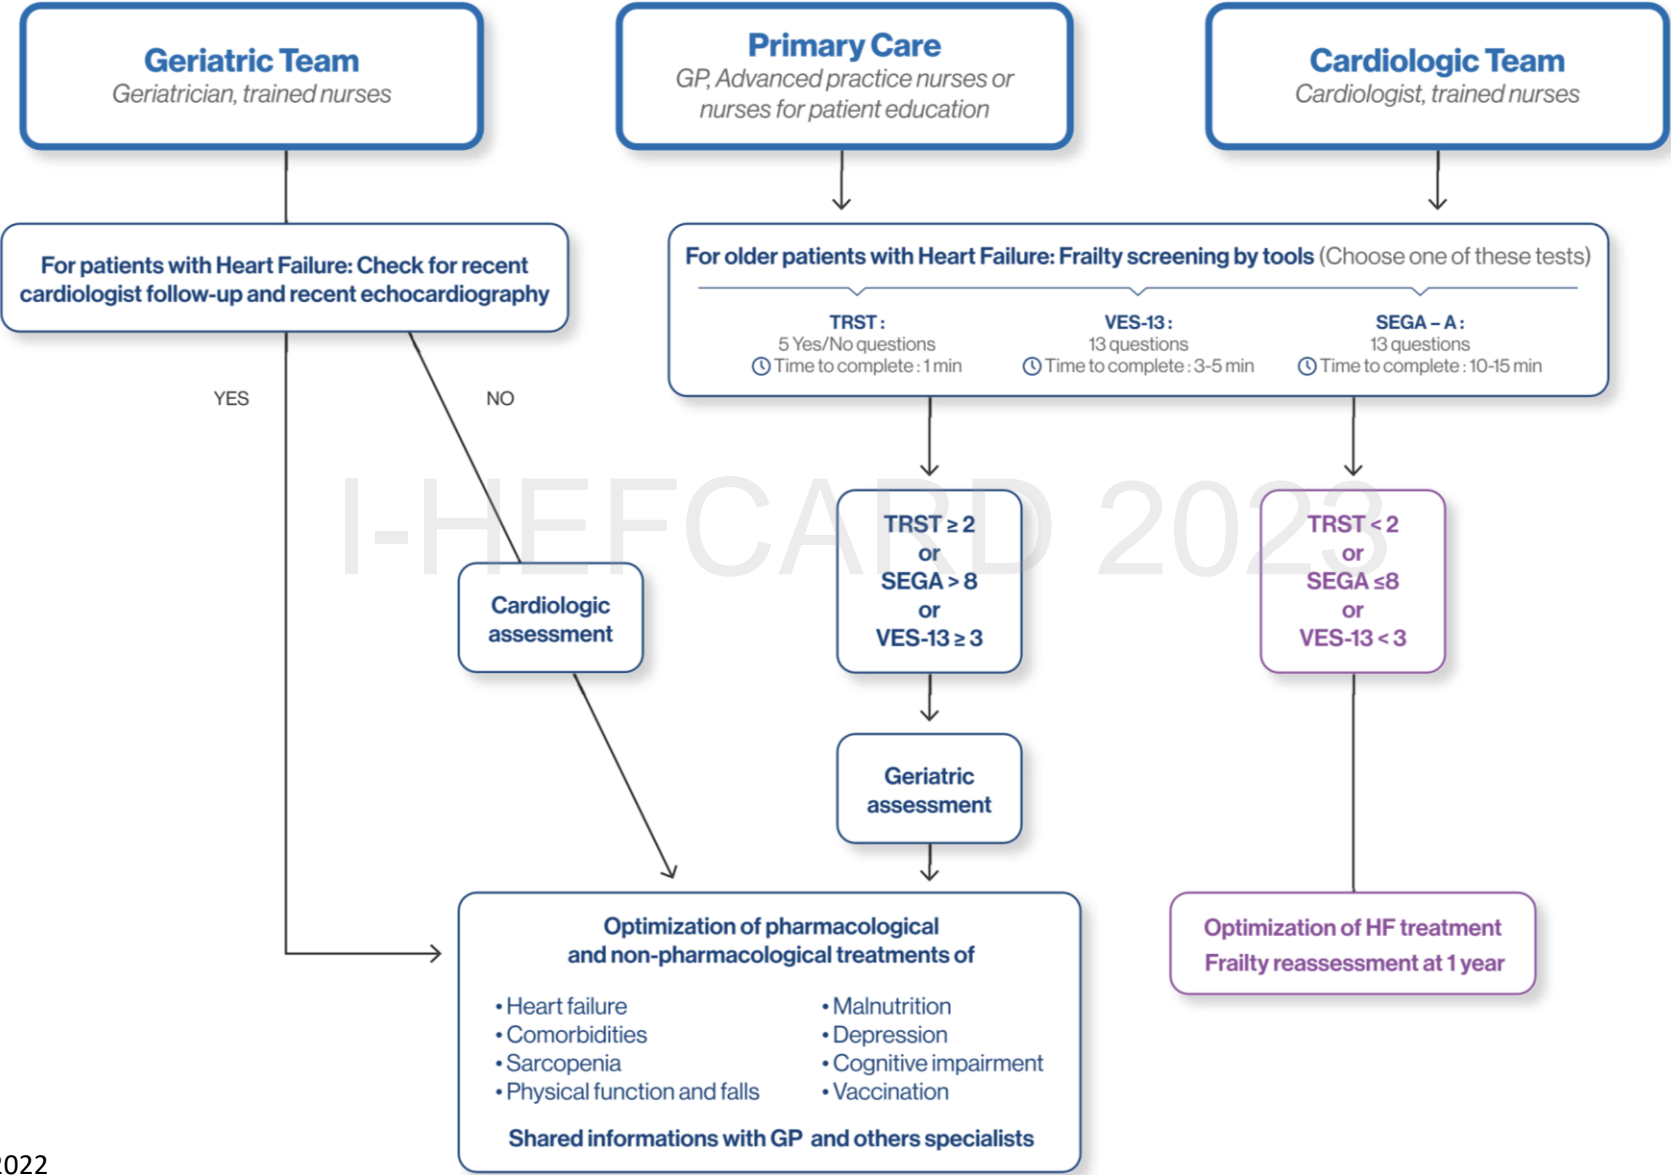 Geriatric Team
Geriatrician, trained nurses
Primary Care
GP, Advanced practice nurses or
nurses for patient education
Cardiologic Team
Cardiologist, trained nurses
For patients with Heart Failure: Check for recent
cardiologist follow-up and recent echocardiography
For older patients with Heart Failure: Frailty screening by tools (Choose one of these tests)
TRST :
5 Yes/No questions
Time to complete : 1 min
VES-13 :
13 questions
Time to complete : 3-5 min
SEGA – A :
13 questions
Time to complete : 10-15 min
YES
NO
I-HEFCARD 2023
Cardiologic
assessment
TRST ≥ 2
or
SEGA > 8
or
VES-13 ≥ 3
TRST < 2
or
SEGA ≤8
or
VES-13 < 3
Geriatric
assessment
Optimization of pharmacological
and non-pharmacological treatments of
• Heart failure
• Comorbidities
• Sarcopenia
• Physical function and falls
• Malnutrition
• Depression
• Cognitive impairment
• Vaccination
Shared informations with GP and others specialists
Optimization of HF treatment
Frailty reassessment at 1 year
2022